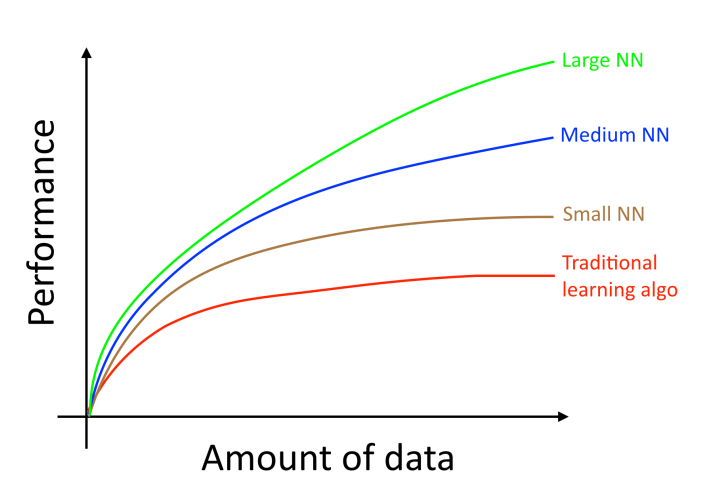 Large NN
Medium NN
Small NN
Traditional
learning algo
Performance
Amount of data